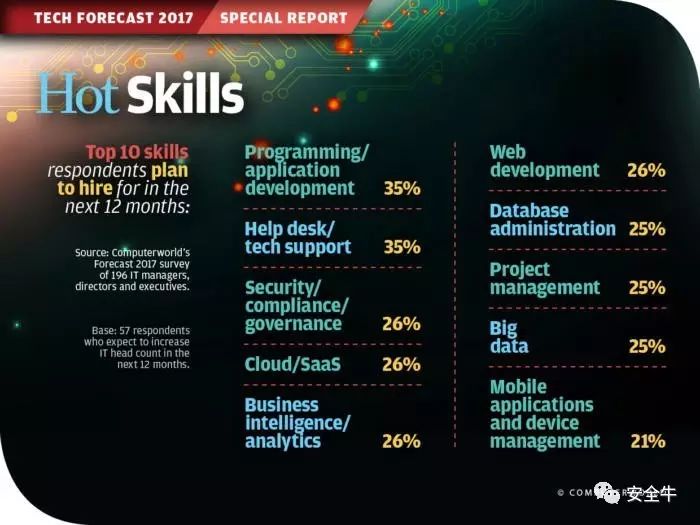 TECH FORECAST 2017
SPECIAL REPORT
Hot Skills
Top 10 skills
respondents plan
to hire for in the
next 12 months:
Source: Computerworld's
Forecast 2017 survey
of 196 IT managers,
directors and executives.
Base: 57 respondents
who expect to increase
IT head count in the
next 12 months.
Programming/
application
development 35%
Help desk/
tech support 35%
Security/
compliance/
governance 26%
Cloud/SaaS 26%
Business
intelligence/
analytics 26%
Web
development 26%
Database
administration 25%
Project
management 25%
Big
data 25%
Mobile
applications
and device
management 21%
©
安全牛